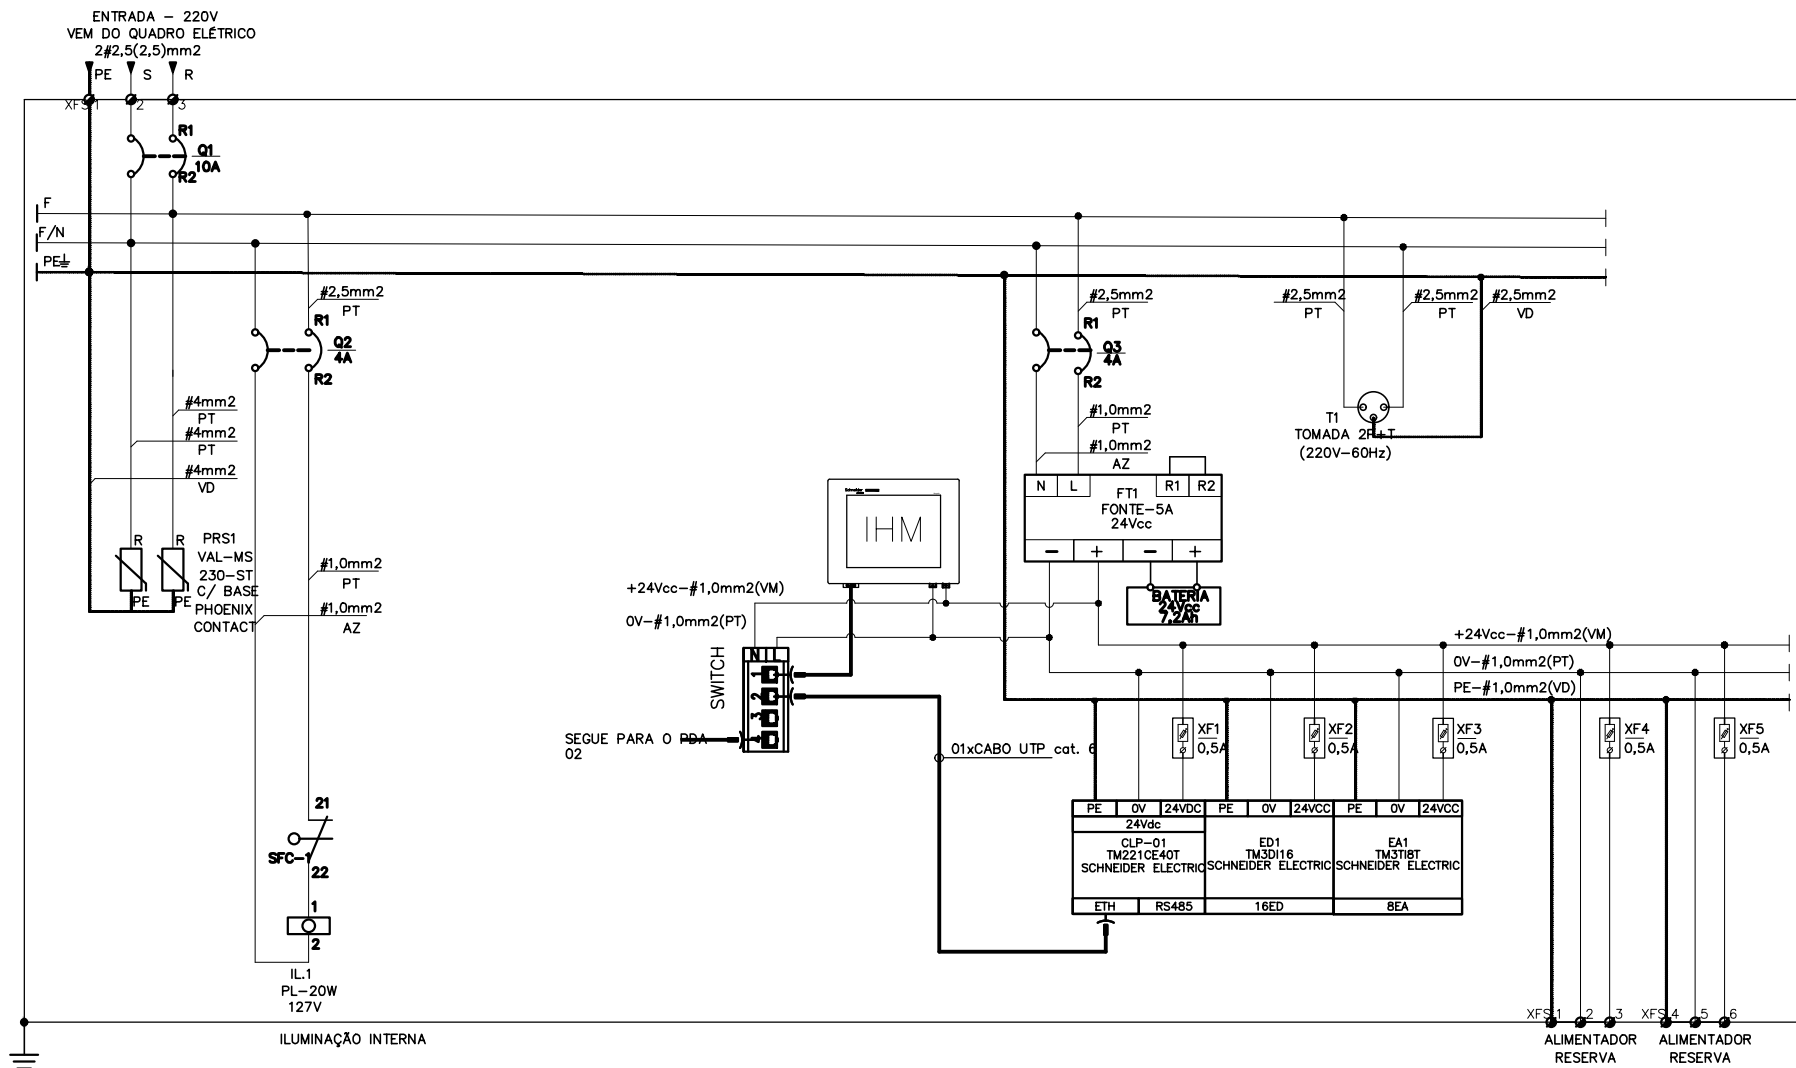 ENTRADA - 220V
VEM DO QUADRO ELÉTRICO
2#2,5(2,5)mm2
PE S R
XFS 1 2 3
R1
Q1
10A
R2
F
F/N
PE
#2,5mm2
PT
R1
Q2
4A
R2
#4mm2
PT
#4mm2
PT
#4mm2
VD
R R
PE PE
PRS1
VAL-MS
230-ST
C/ BASE
PHOENIX
CONTACT
#1,0mm2
PT
#1,0mm2
AZ
21
SFC-1
22
1
2
IL.1
PL-20W
127V
ILUMINAÇÃO INTERNA
#2,5mm2
PT
R1
Q3
4A
R2
#1,0mm2
PT
#1,0mm2
AZ
N L R1 R2
FT1
FONTE-5A
24Vcc
- + - +
BATERIA
24Vcc
7,2Ah
#2,5mm2
PT
#2,5mm2
PT
#2,5mm2
VD
T1
TOMADA 2P+T
(220V-60Hz)
IHM
+24Vcc-#1,0mm2(VM)
0V-#1,0mm2(PT)
SWITCH
N L
1
2
3
4
SEGUE PARA O PDA
02
01xCABO UTP cat. 6
+24Vcc-#1,0mm2(VM)
0V-#1,0mm2(PT)
PE-#1,0mm2(VD)
XF1
0,5A
XF2
0,5A
XF3
0,5A
XF4
0,5A
XF5
0,5A
PE 0V 24VDC PE 0V 24VCC PE 0V 24VCC
24Vdc
CLP-01
TM221CE40T
SCHNEIDER ELECTRIC
ETH RS485
ED1
TM3DI16
SCHNEIDER ELECTRIC
16ED
EA1
TM3TI8T
SCHNEIDER ELECTRIC
8EA
XFS 1 2 3
ALIMENTADOR
RESERVA
XFS 4 5 6
ALIMENTADOR
RESERVA